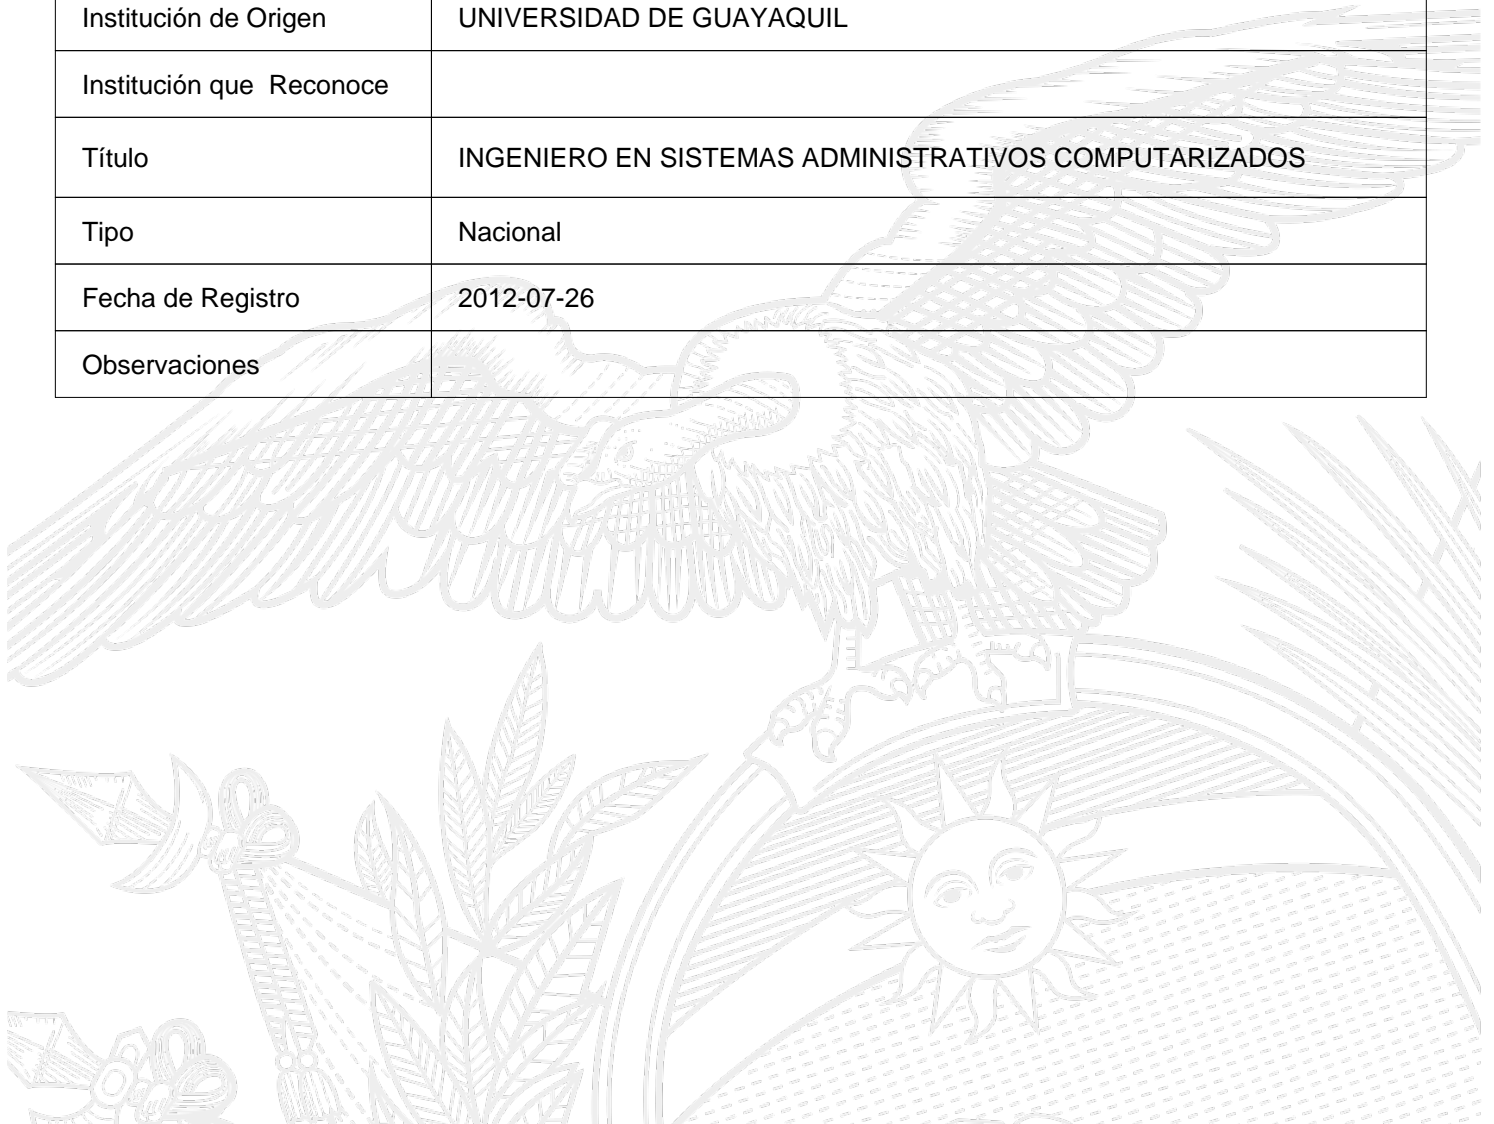 Institución de Origen UNIVERSIDAD DE GUAYAQUIL
Institución que Reconoce
Título INGENIERO EN SISTEMAS ADMINISTRATIVOS COMPUTARIZADOS
Tipo Nacional
Fecha de Registro 2012-07-26
Observaciones